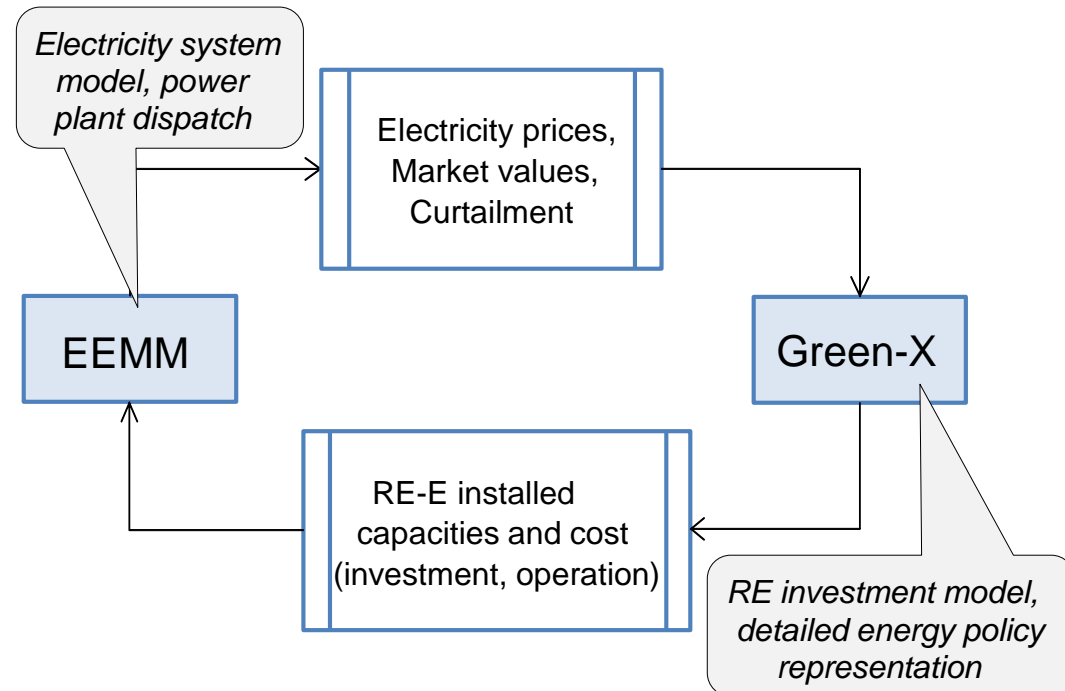 Electricity system
model, power
plant dispatch
Electricity prices,
Market values,
Curtailment
EEMM
Green-X
RE-E installed
capacities and cost
(investment, operation)
RE investment model,
detailed energy policy
representation